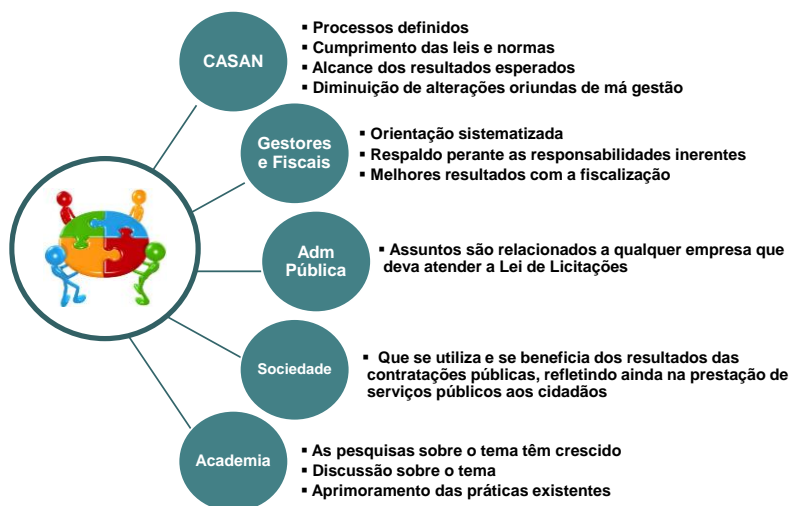 CASAN
▪ Processos definidos
▪ Cumprimento das leis e normas
▪ Alcance dos resultados esperados
▪ Diminuição de alterações oriundas de má gestão
Gestores
e Fiscais
▪ Orientação sistematizada
▪ Respaldo perante as responsabilidades inerentes
▪ Melhores resultados com a fiscalização
Adm
Pública
▪ Assuntos são relacionados a qualquer empresa que
deva atender a Lei de Licitações
Sociedade
▪ Que se utiliza e se beneficia dos resultados das
contratações públicas, refletindo ainda na prestação de
serviços públicos aos cidadãos
Academia
▪ As pesquisas sobre o tema têm crescido
▪ Discussão sobre o tema
▪ Aprimoramento das práticas existentes